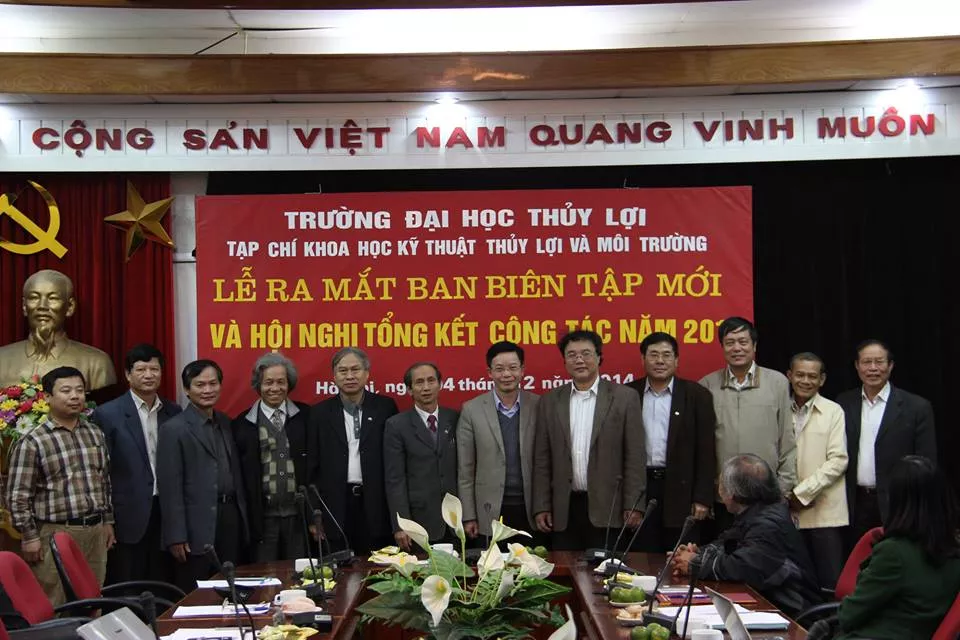 CỘNG SẢN VIỆT NAM QUANG VINH MUÔN
TRƯỜNG ĐẠI HỌC THỦY LỢI
TẠP CHÍ KHOA HỌC KỸ THUẬT THỦY LỢI VÀ MÔI TRƯỜNG
LỄ RA MẮT BAN BIÊN TẬP MỚI
VÀ HỘI NGHỊ TỔNG KẾT CÔNG TÁC NĂM
ngày tháng